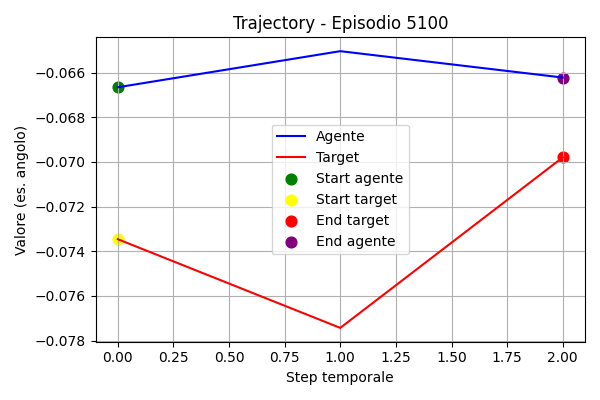 Trajectory - Episodio 5100
Valore (es. angolo)
−0.066
−0.068
−0.070
−0.072
−0.074
−0.076
−0.078
Agente
Target
Start agente
Start target
End target
End agente
0.00 0.25 0.50 0.75 1.00 1.25 1.50 1.75 2.00
Step temporale